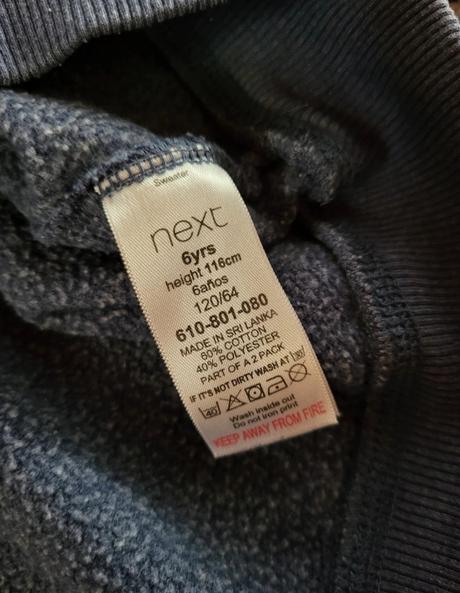 Sweater
next
6yrs
height 116cm
6años
120/64
610-801-080
MADE IN SRI LANKA
60% COTTON
40% POLYESTER
PART OF A 2 PACK
IF IT'S NOT DIRTY WASH AT 30
40
Wash inside out
Do not iron print
KEEP AWAY FROM FIRE